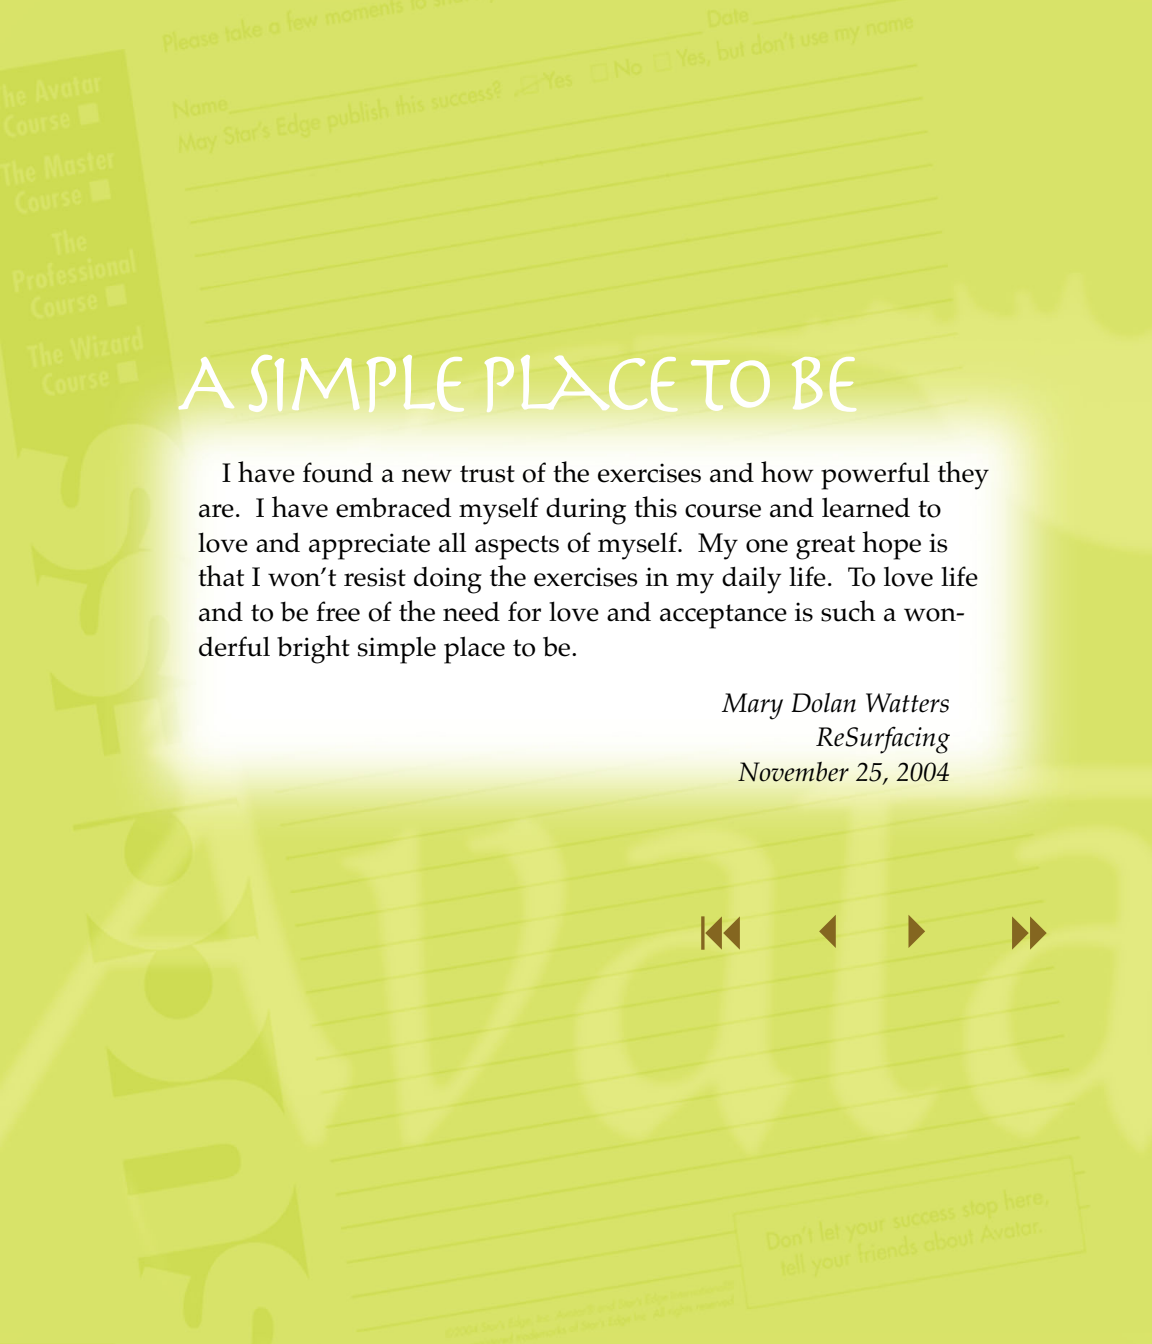 Please take a few moments to
Date
Name
May Star's Edge publish this success? Yes No Yes, but don't use my name
The Avatar
Course
The Master
Course
The
Professional
Course
The Wizard
Course
A SIMPLE PLACE TO BE
I have found a new trust of the exercises and how powerful they
are.  I have embraced myself during this course and learned to
love and appreciate all aspects of myself.  My one great hope is
that I won't resist doing the exercises in my daily life.  To love life
and to be free of the need for love and acceptance is such a won-
derful bright simple place to be.
Mary Dolan Watters
ReSurfacing
November 25, 2004
Avata
Don't let your success stop here,
tell your friends about Avatar.